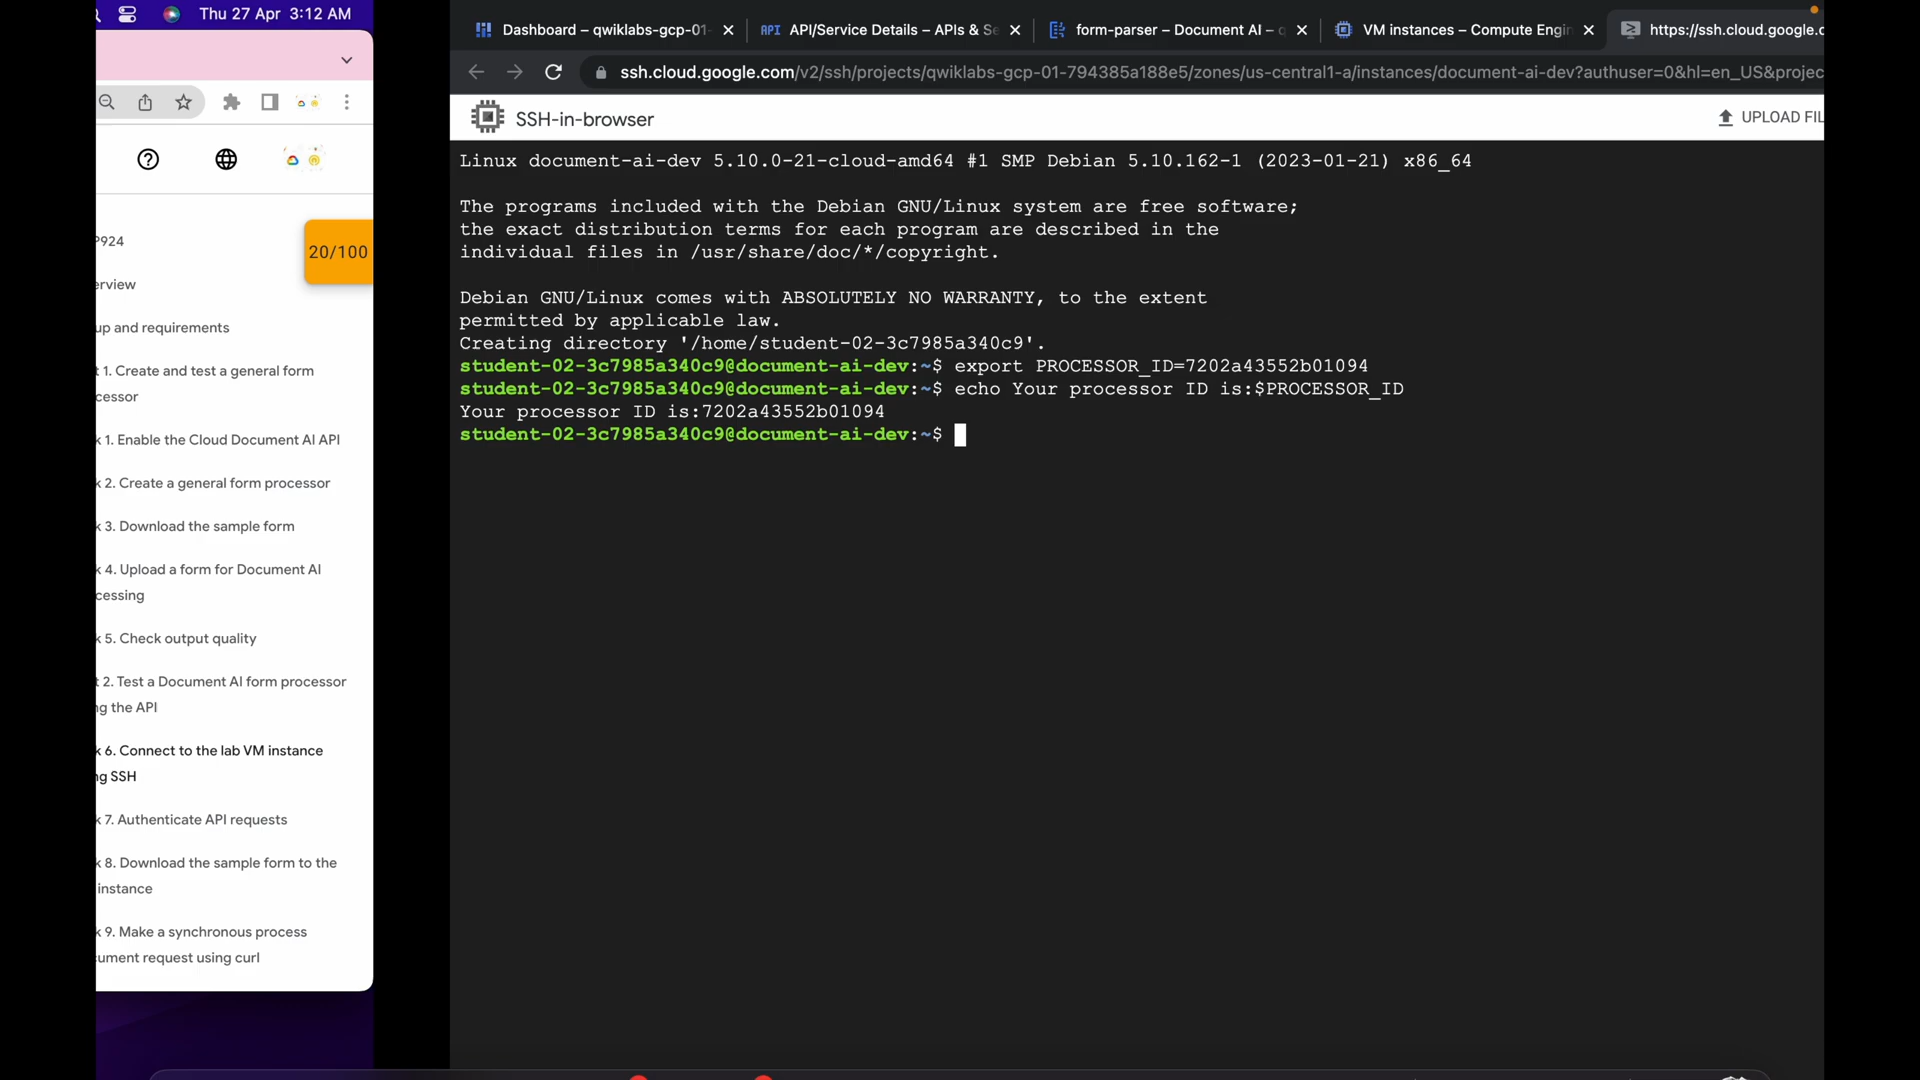 Thu 27 Apr 3:12 AM
P924
erview
up and requirements
t 1. Create and test a general form
cessor
k 1. Enable the Cloud Document AI API
k 2. Create a general form processor
k 3. Download the sample form
k 4. Upload a form for Document AI
cessing
k 5. Check output quality
t 2. Test a Document AI form processor
ng the API
k 6. Connect to the lab VM instance
ng SSH
k 7. Authenticate API requests
k 8. Download the sample form to the
instance
k 9. Make a synchronous process
cument request using curl
20/100
Dashboard – qwiklabs-gcp-01-
API API/Service Details – APIs & Se
form-parser – Document AI – q
VM instances – Compute Engin
https://ssh.cloud.google.c
ssh.cloud.google.com/v2/ssh/projects/qwiklabs-gcp-01-794385a188e5/zones/us-central1-a/instances/document-ai-dev?authuser=0&hl=en_US&projec
SSH-in-browser
UPLOAD FIL
Linux document-ai-dev 5.10.0-21-cloud-amd64 #1 SMP Debian 5.10.162-1 (2023-01-21) x86_64
The programs included with the Debian GNU/Linux system are free software;
the exact distribution terms for each program are described in the
individual files in /usr/share/doc/*/copyright.
Debian GNU/Linux comes with ABSOLUTELY NO WARRANTY, to the extent
permitted by applicable law.
Creating directory '/home/student-02-3c7985a340c9'.
student-02-3c7985a340c9@document-ai-dev:~$ export PROCESSOR_ID=7202a43552b01094
student-02-3c7985a340c9@document-ai-dev:~$ echo Your processor ID is:$PROCESSOR_ID
Your processor ID is:7202a43552b01094
student-02-3c7985a340c9@document-ai-dev:~$